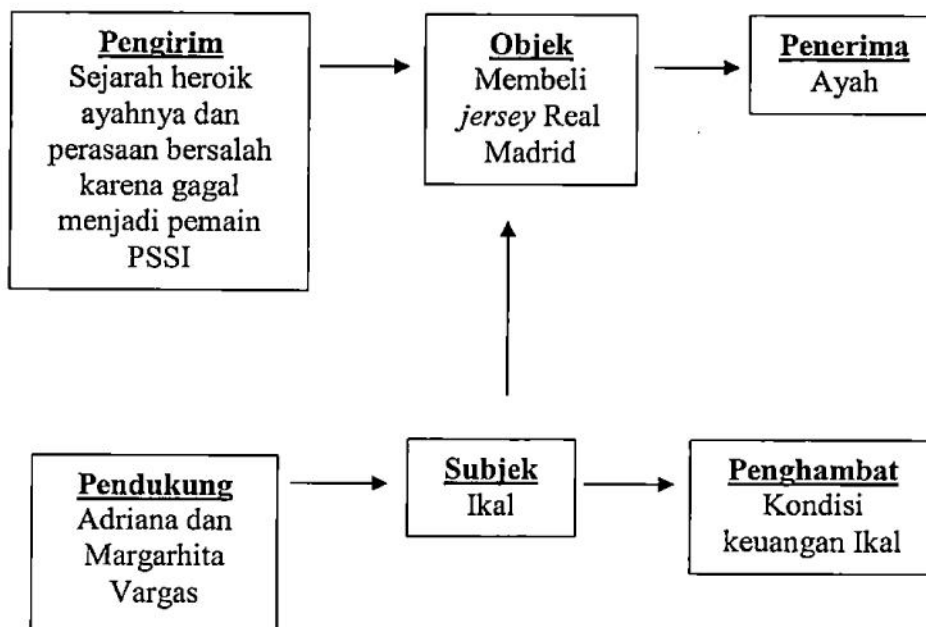 Pengirim
Sejarah heroik
ayahnya dan
perasaan bersalah
karena gagal
menjadi pemain
PSSI
Objek
Membeli
jersey Real
Madrid
Penerima
Ayah
Pendukung
Adriana dan
Margarhita
Vargas
Subjek
Ikal
Penghambat
Kondisi
keuangan Ikal